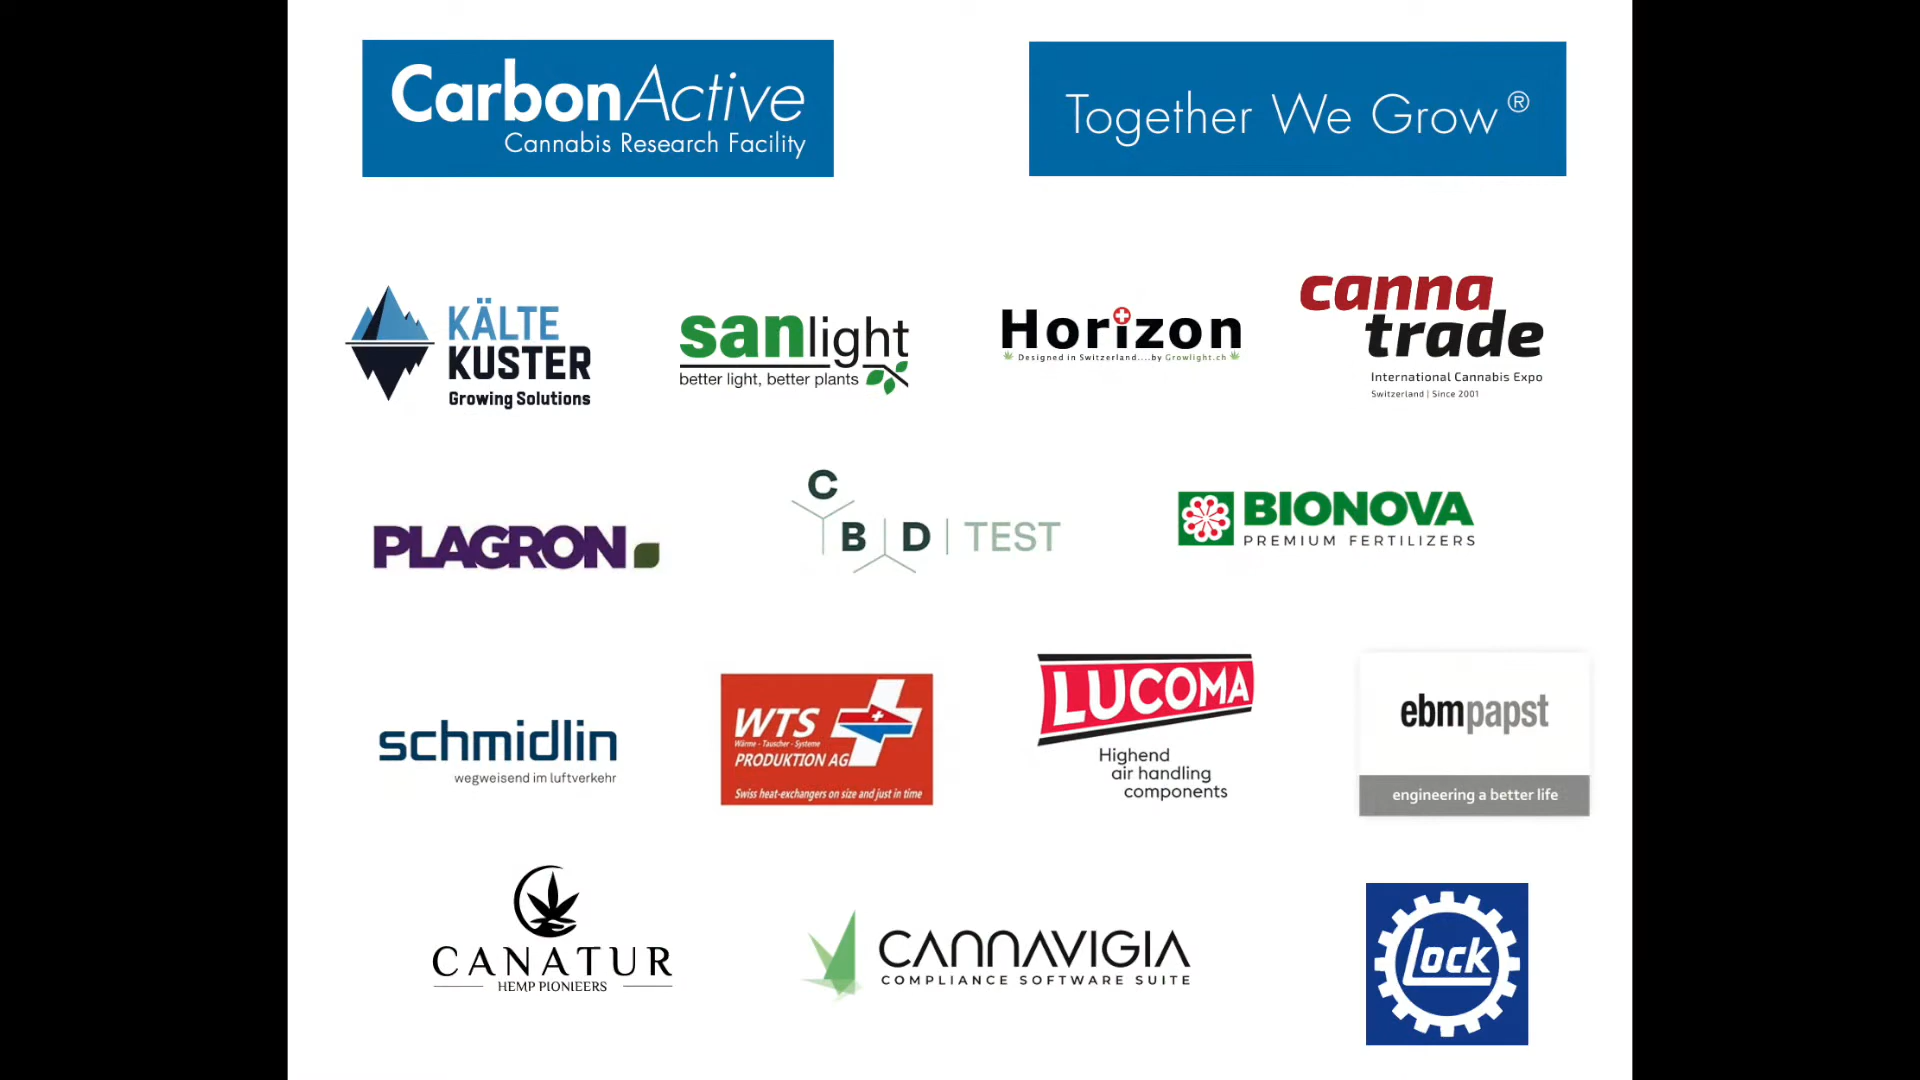 CarbonActive
Cannabis Research Facility
Together We Grow®
KÄLTE
KUSTER
Growing Solutions
sanlight
better light, better plants
Horizon
Designed in Switzerland....by Growlight.ch
canna
trade
International Cannabis Expo
Switzerland | Since 2001
PLAGRON
CBD | TEST
BIONOVA
PREMIUM FERTILIZERS
schmidlin
wegweisend im luftverkehr
WTS
Wärme - Tauscher - Systeme
PRODUKTION AG
Swiss heat-exchangers on size and just in time
LUCOMA
Highend
air handling
components
ebmpapst
engineering a better life
CANATUR
HEMP PIONIEERS
CANNAVIGIA
COMPLIANCE SOFTWARE SUITE
Lock